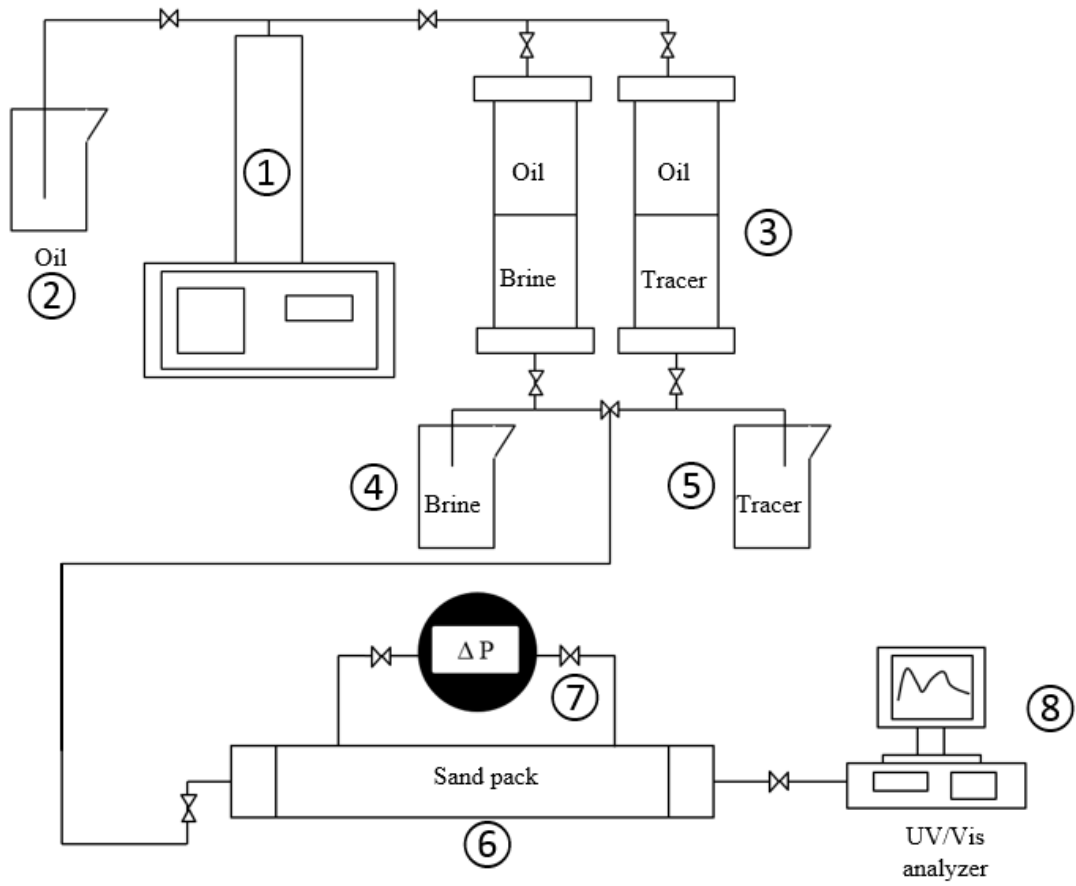 ①
Oil
②
Oil
Brine
Oil
Tracer
③
④
Brine
⑤
Tracer
Δ P
⑦
Sand pack
⑥
⑧
UV/Vis
analyzer